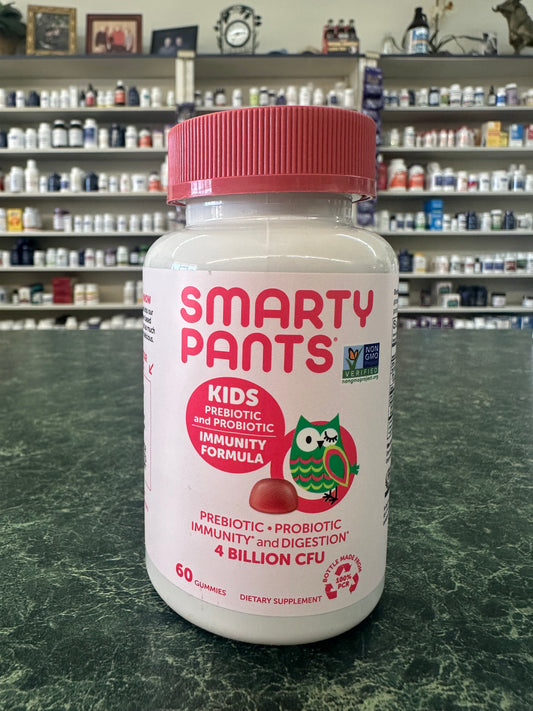 SMARTY
PANTS®
NON
GMO
VERIFIED
nongmoproject.org
KIDS
PREBIOTIC
and PROBIOTIC
IMMUNITY
FORMULA
PREBIOTIC • PROBIOTIC
IMMUNITY* and DIGESTION*
4 BILLION CFU
60 GUMMIES
DIETARY SUPPLEMENT
BOTTLE MADE FROM
100%
PCR